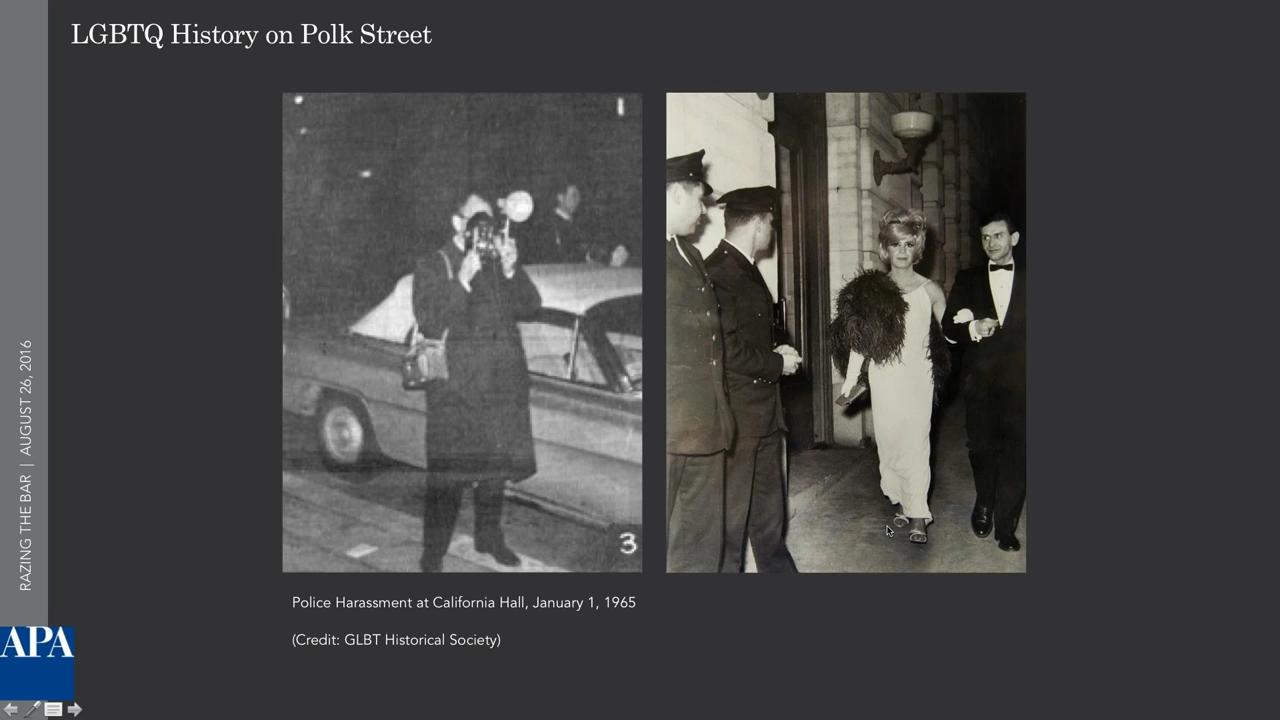 LGBTQ History on Polk Street
1
3
Police Harassment at California Hall, January 1, 1965
(Credit: GLBT Historical Society)
RAZING THE BAR | AUGUST 26, 2016
APA